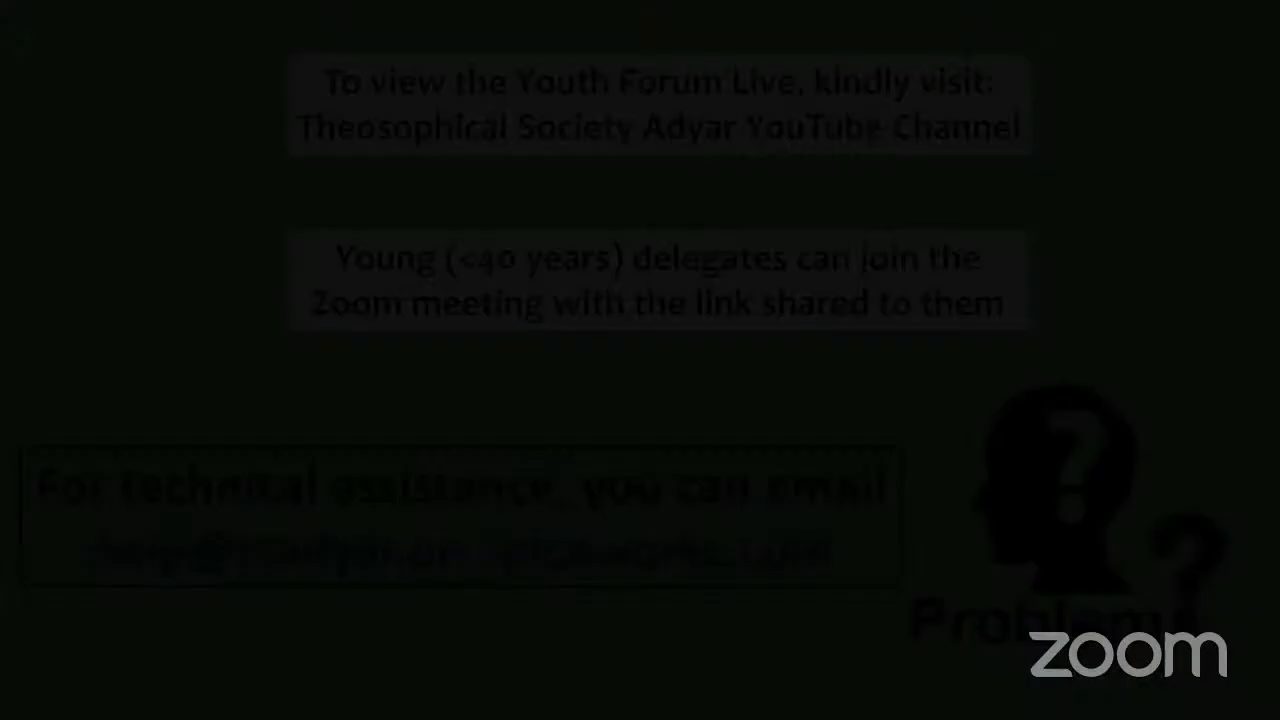 To view the Youth Forum Live, kindly visit:
Theosophical Society Adyar YouTube Channel
Young (<40 years) delegates can join the
Zoom meeting with the link shared to them
For technical assistance, you can email
Problems
zoom